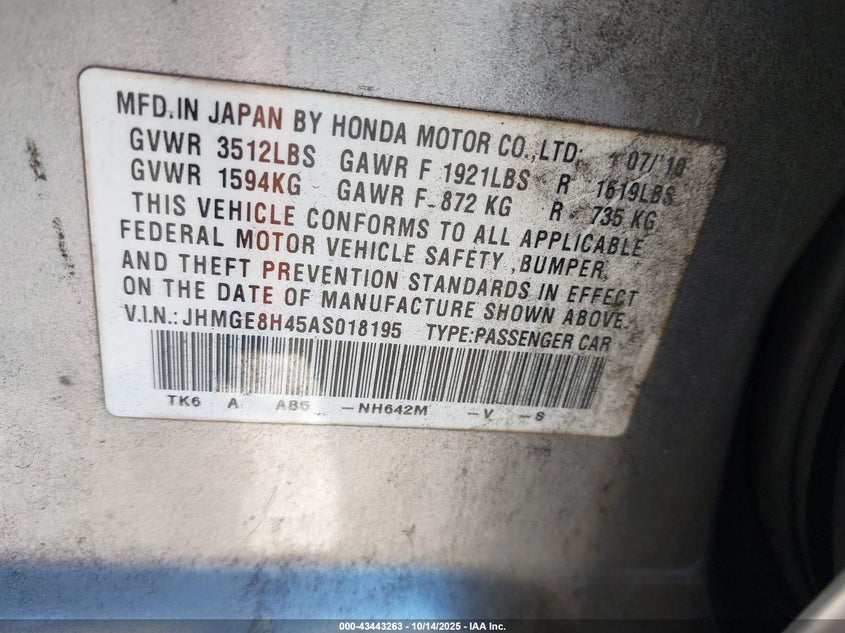 MFD.IN JAPAN BY HONDA MOTOR CO.,LTD. 07/'10
GVWR 3512LBS GAWR F 1921LBS R 1619LBS
GVWR 1594KG GAWR F 872 KG R 735 KG
THIS VEHICLE CONFORMS TO ALL APPLICABLE
FEDERAL MOTOR VEHICLE SAFETY ,BUMPER,
AND THEFT PREVENTION STANDARDS IN EFFECT
ON THE DATE OF MANUFACTURE SHOWN ABOVE.
V.I.N.: JHMGE8H45AS018195 TYPE:PASSENGER CAR
TK6 A AB5 -NH642M -V -S
000-43443263 | 10/14/2025 | IAA Inc.